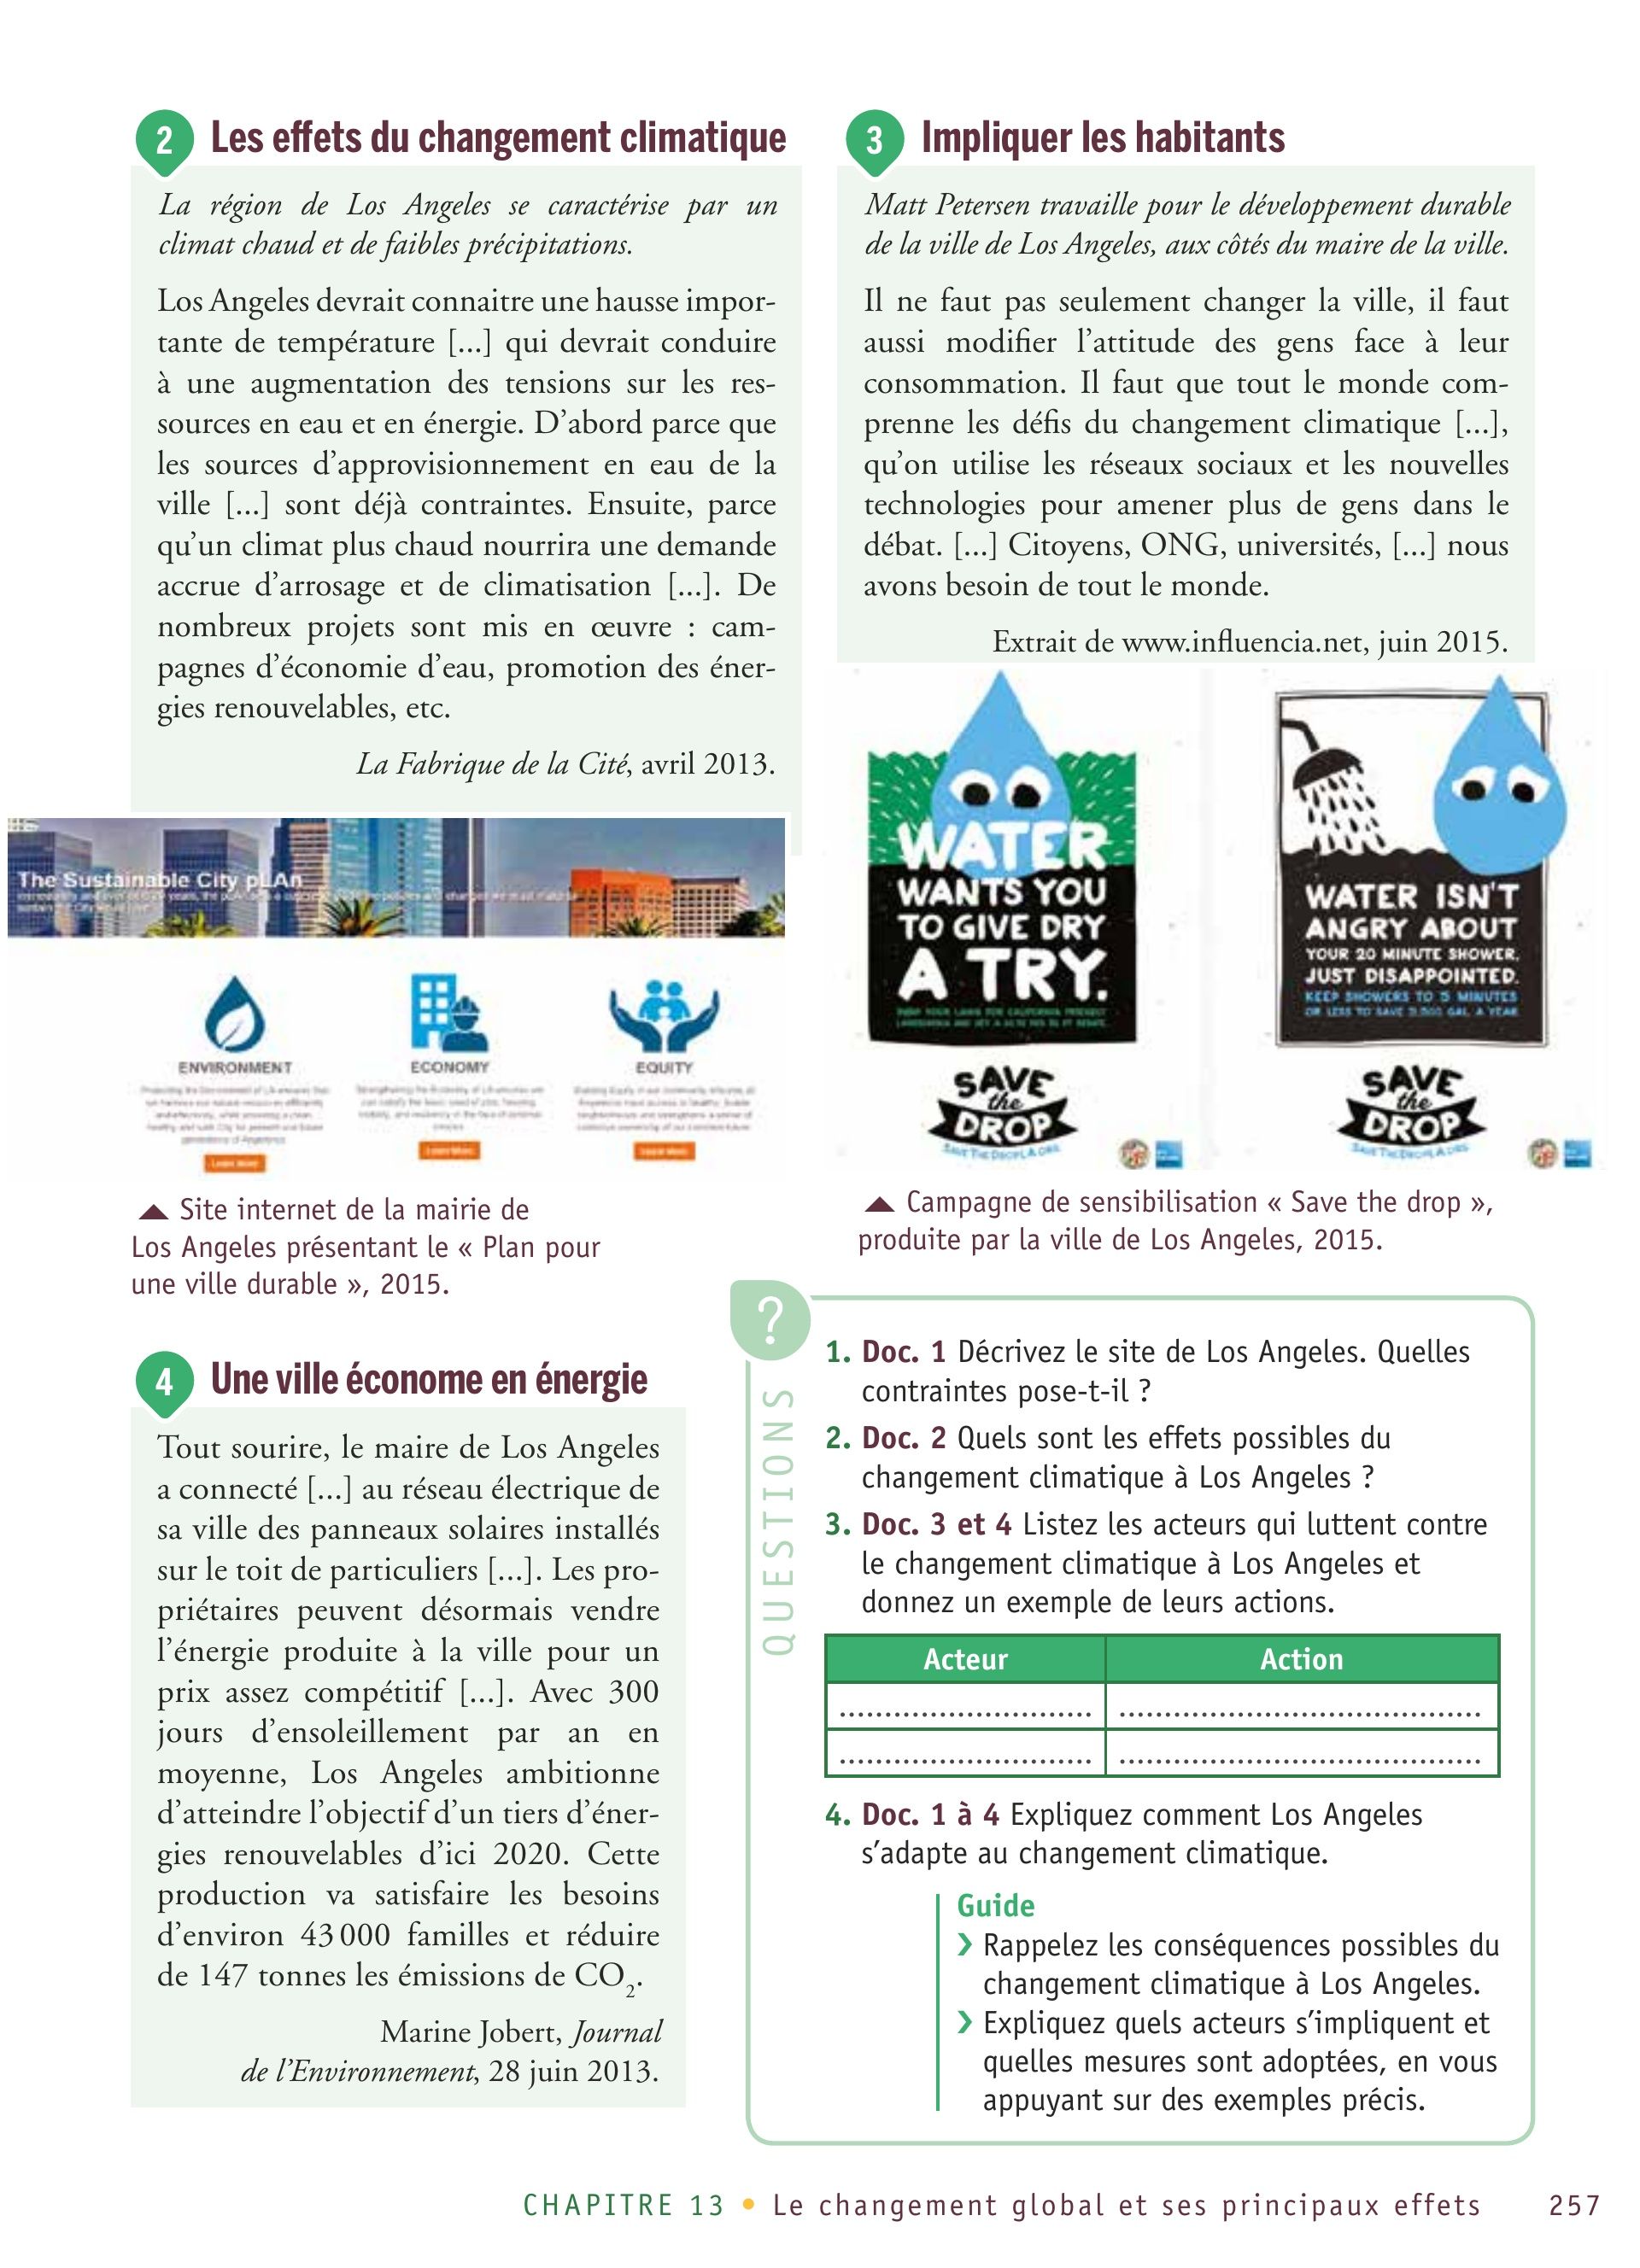 2 Les effets du changement climatique
La région de Los Angeles se caractérise par un
climat chaud et de faibles précipitations.
Los Angeles devrait connaitre une hausse impor-
tante de température [...] qui devrait conduire
à une augmentation des tensions sur les res-
sources en eau et en énergie. D'abord parce que
les sources d'approvisionnement en eau de la
ville [...] sont déjà contraintes. Ensuite, parce
qu'un climat plus chaud nourrira une demande
accrue d'arrosage et de climatisation [...]. De
nombreux projets sont mis en œuvre : cam-
pagnes d'économie d'eau, promotion des éner-
gies renouvelables, etc.
La Fabrique de la Cité, avril 2013.
The Sustainable City pLAn
ENVIRONMENT
ECONOMY
EQUITY
Learn More
Learn More
Learn More
Site internet de la mairie de
Los Angeles présentant le « Plan pour
une ville durable », 2015.
3 Impliquer les habitants
Matt Petersen travaille pour le développement durable
de la ville de Los Angeles, aux côtés du maire de la ville.
Il ne faut pas seulement changer la ville, il faut
aussi modifier l'attitude des gens face à leur
consommation. Il faut que tout le monde com-
prenne les défis du changement climatique [...],
qu'on utilise les réseaux sociaux et les nouvelles
technologies pour amener plus de gens dans le
débat. [...] Citoyens, ONG, universités, [...] nous
avons besoin de tout le monde.
Extrait de www.influencia.net, juin 2015.
WATER
WANTS YOU
TO GIVE DRY
A TRY.
SAVE
the
DROP
SAVETHEDROPLA.ORG
WATER ISN'T
ANGRY ABOUT
YOUR 20 MINUTE SHOWER.
JUST DISAPPOINTED.
KEEP SHOWERS TO 5 MINUTES
OR LESS TO SAVE GAL A YEAR
SAVE
the
DROP
SAVETHEDROPLA.ORG
Campagne de sensibilisation « Save the drop »,
produite par la ville de Los Angeles, 2015.
4 Une ville économe en énergie
Tout sourire, le maire de Los Angeles
a connecté [...] au réseau électrique de
sa ville des panneaux solaires installés
sur le toit de particuliers [...]. Les pro-
priétaires peuvent désormais vendre
l'énergie produite à la ville pour un
prix assez compétitif [...]. Avec 300
jours d'ensoleillement par an en
moyenne, Los Angeles ambitionne
d'atteindre l'objectif d'un tiers d'éner-
gies renouvelables d'ici 2020. Cette
production va satisfaire les besoins
d'environ 43 000 familles et réduire
de 147 tonnes les émissions de CO2.
Marine Jobert, Journal
de l'Environnement, 28 juin 2013.
?
QUESTIONS
1. Doc. 1 Décrivez le site de Los Angeles. Quelles
contraintes pose-t-il ?
2. Doc. 2 Quels sont les effets possibles du
changement climatique à Los Angeles ?
3. Doc. 3 et 4 Listez les acteurs qui luttent contre
le changement climatique à Los Angeles et
donnez un exemple de leurs actions.
Acteur Action
............................ ........................................
............................ ........................................
4. Doc. 1 à 4 Expliquez comment Los Angeles
s'adapte au changement climatique.
Guide
› Rappelez les conséquences possibles du
changement climatique à Los Angeles.
› Expliquez quels acteurs s'impliquent et
quelles mesures sont adoptées, en vous
appuyant sur des exemples précis.
CHAPITRE 13 • Le changement global et ses principaux effets 257